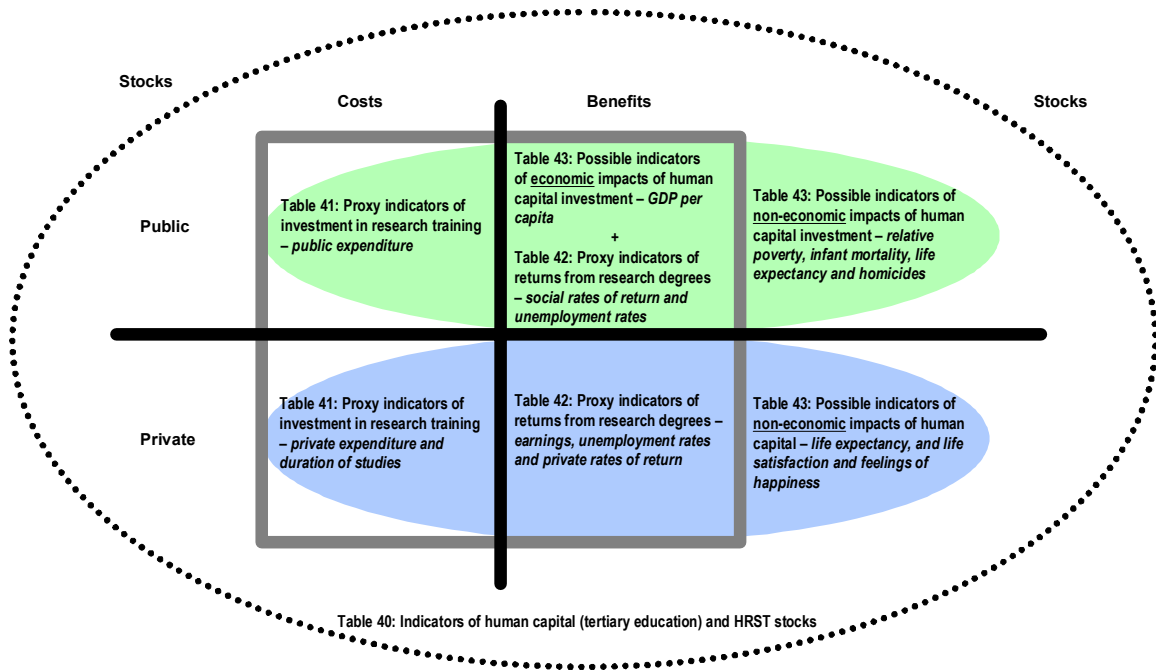 Stocks
Costs
Benefits
Stocks
Public
Table 41: Proxy indicators of
investment in research training
– public expenditure
Table 43: Possible indicators
of economic impacts of human
capital investment – GDP per
capita
+
Table 42: Proxy indicators of
returns from research degrees
– social rates of return and
unemployment rates
Table 43: Possible indicators of
non-economic impacts of human
capital investment – relative
poverty, infant mortality, life
expectancy and homicides
Private
Table 41: Proxy indicators of
investment in research training
– private expenditure and
duration of studies
Table 42: Proxy indicators of
returns from research degrees –
earnings, unemployment rates
and private rates of return
Table 43: Possible indicators of
non-economic impacts of human
capital – life expectancy, and life
satisfaction and feelings of
happiness
Table 40: Indicators of human capital (tertiary education) and HRST stocks